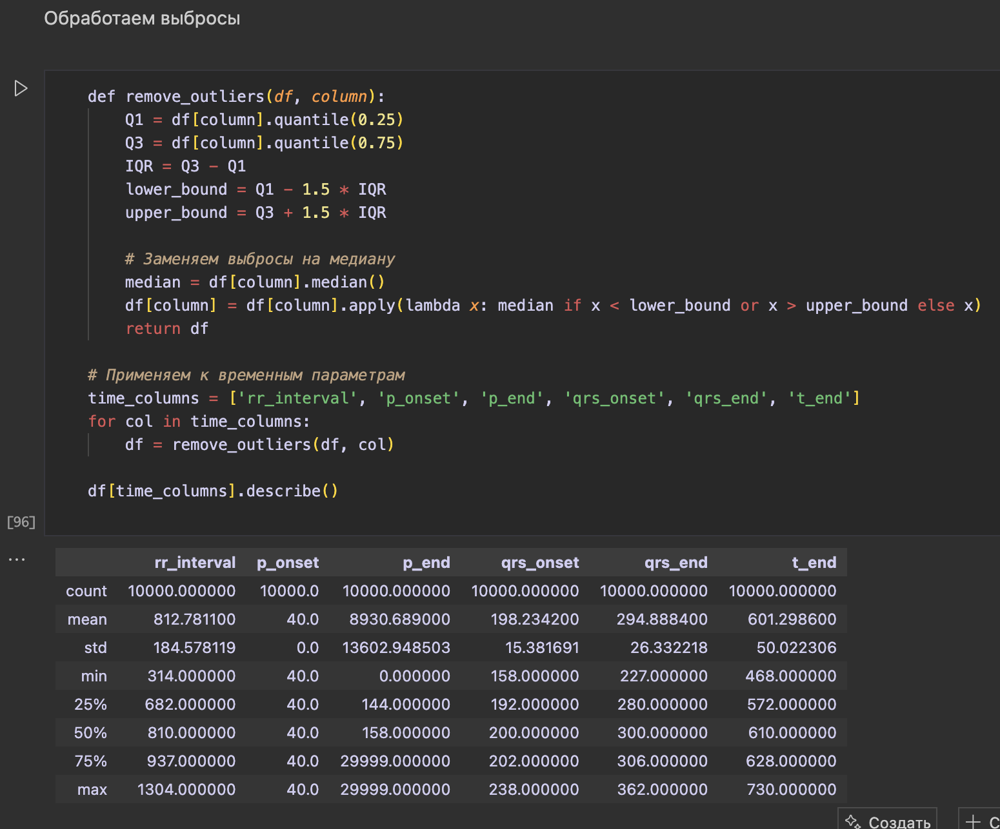 Обработаем выбросы
def remove_outliers(df, column):
Q1 = df[column].quantile(0.25)
Q3 = df[column].quantile(0.75)
IQR = Q3 - Q1
lower_bound = Q1 - 1.5 * IQR
upper_bound = Q3 + 1.5 * IQR
# Заменяем выбросы на медиану
median = df[column].median()
df[column] = df[column].apply(lambda x: median if x < lower_bound or x > upper_bound else x)
return df
# Применяем к временным параметрам
time_columns = ['rr_interval', 'p_onset', 'p_end', 'qrs_onset', 'qrs_end', 't_end']
for col in time_columns:
df = remove_outliers(df, col)
df[time_columns].describe()
[96]
... rr_interval p_onset p_end qrs_onset qrs_end t_end
count 10000.000000 10000.0 10000.000000 10000.000000 10000.000000 10000.000000
mean 812.781100 40.0 8930.689000 198.234200 294.888400 601.298600
std 184.578119 0.0 13602.948503 15.381691 26.332218 50.022306
min 314.000000 40.0 0.000000 158.000000 227.000000 468.000000
25% 682.000000 40.0 144.000000 192.000000 280.000000 572.000000
50% 810.000000 40.0 158.000000 200.000000 300.000000 610.000000
75% 937.000000 40.0 29999.000000 202.000000 306.000000 628.000000
max 1304.000000 40.0 29999.000000 238.000000 362.000000 730.000000
Создать